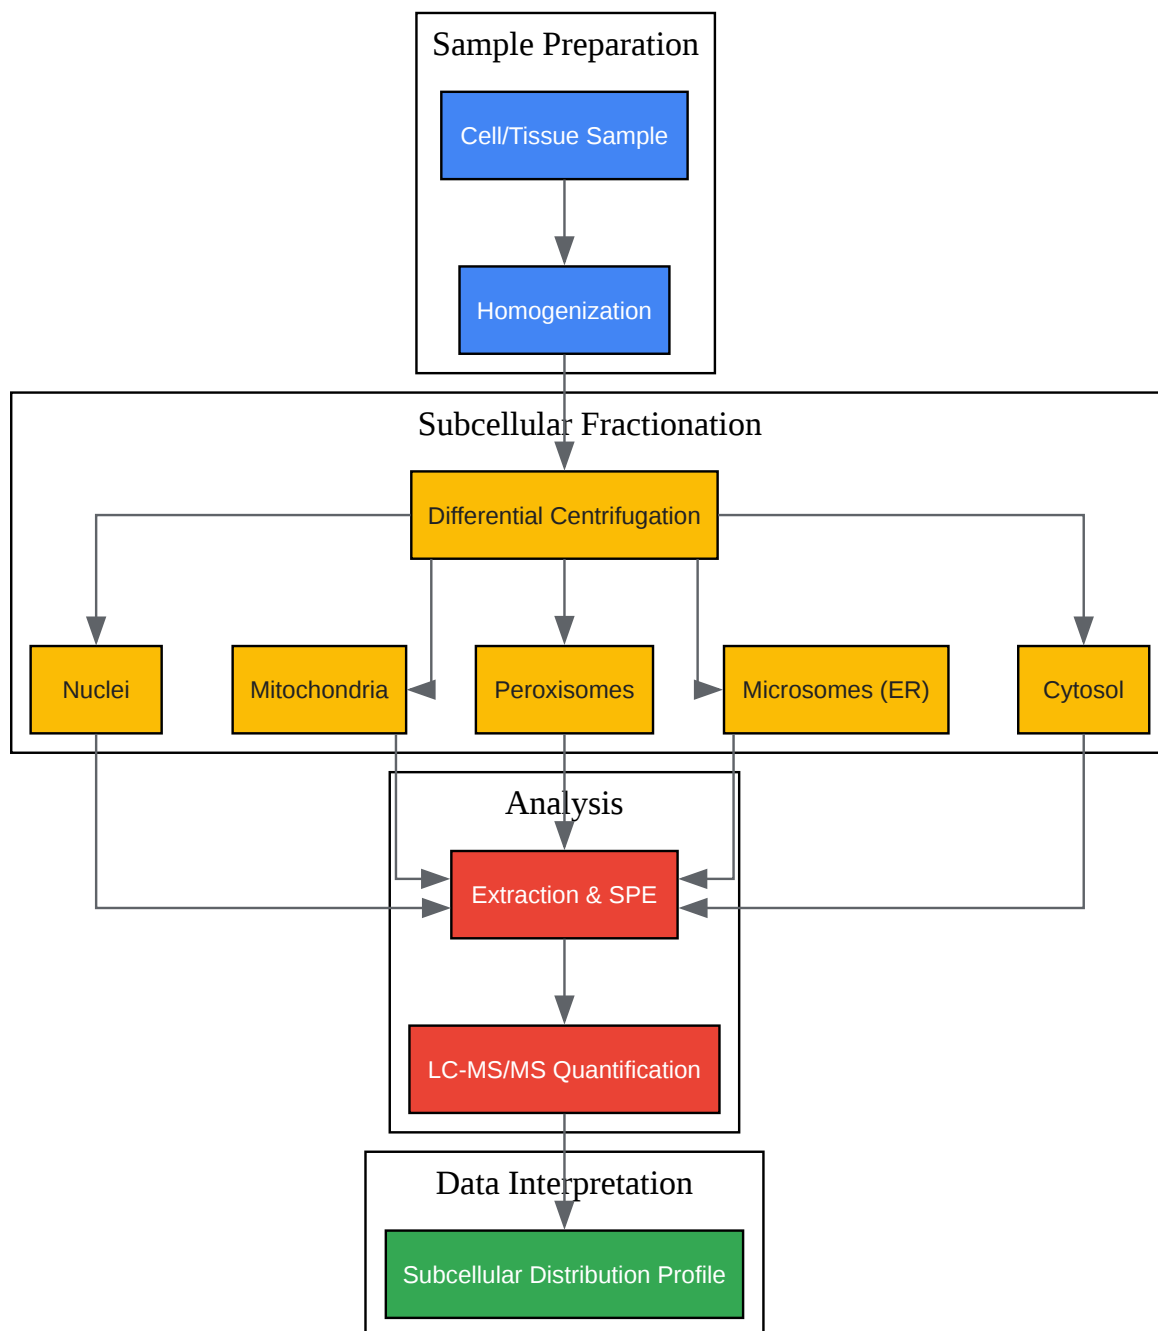 Sample Preparation
Cell/Tissue Sample
Homogenization
Subcellular Fractionation
Differential Centrifugation
Nuclei
Mitochondria
Peroxisomes
Microsomes (ER)
Cytosol
Analysis
Extraction & SPE
LC-MS/MS Quantification
Data Interpretation
Subcellular Distribution Profile